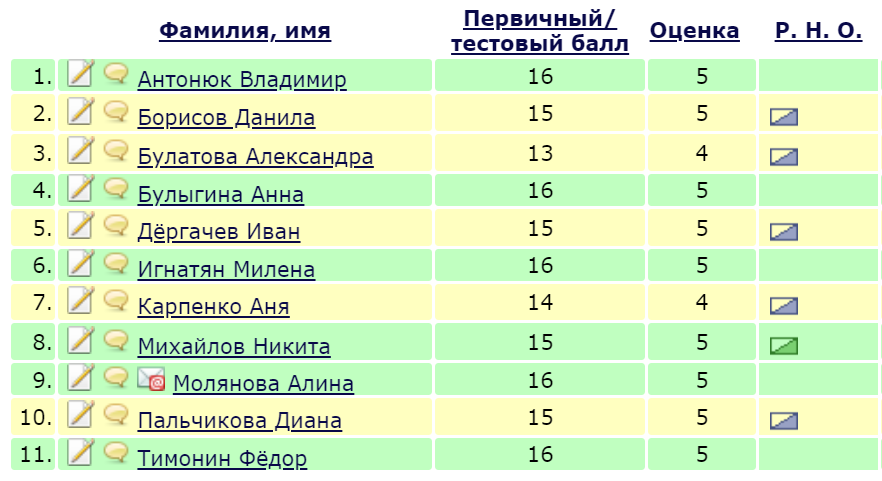 Фамилия, имя Первичный/ тестовый балл Оценка Р. Н. О.
1. Антонюк Владимир 16 5
2. Борисов Данила 15 5
3. Булатова Александра 13 4
4. Булыгина Анна 16 5
5. Дёргачев Иван 15 5
6. Игнатян Милена 16 5
7. Карпенко Аня 14 4
8. Михайлов Никита 15 5
9. @ Молянова Алина 16 5
10. Пальчикова Диана 15 5
11. Тимонин Фёдор 16 5